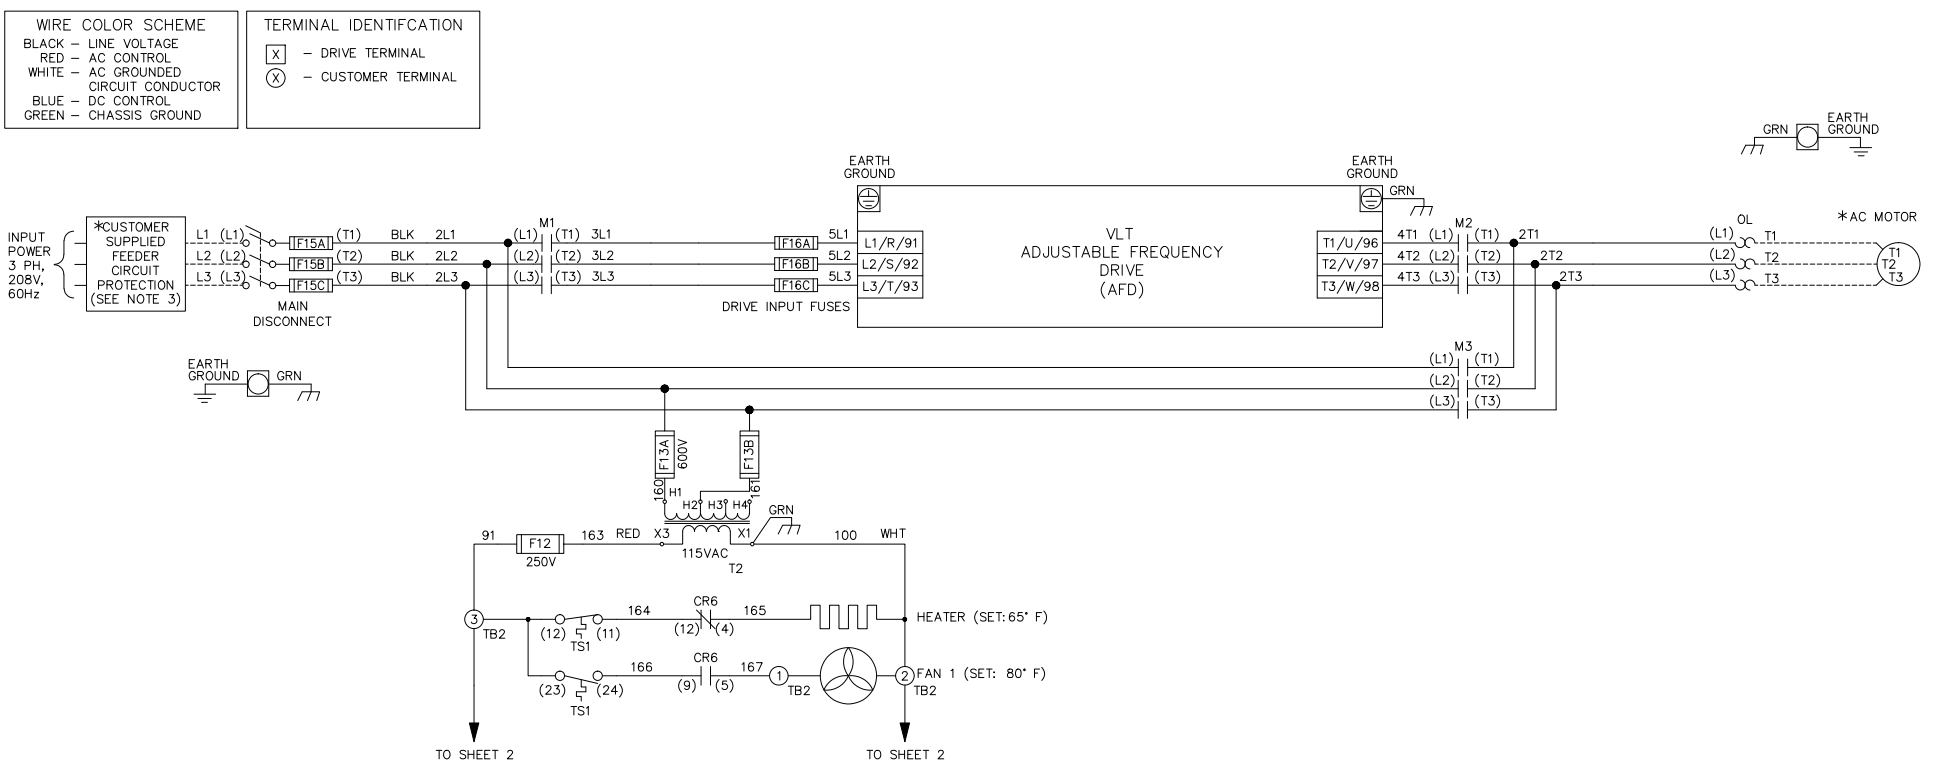 WIRE COLOR SCHEME
BLACK – LINE VOLTAGE
RED – AC CONTROL
WHITE – AC GROUNDED
CIRCUIT CONDUCTOR
BLUE – DC CONTROL
GREEN – CHASSIS GROUND
TERMINAL IDENTIFCATION
X – DRIVE TERMINAL
X – CUSTOMER TERMINAL
GRN
EARTH
GROUND
INPUT
POWER
3 PH,
208V,
60Hz
*CUSTOMER
SUPPLIED
FEEDER
CIRCUIT
PROTECTION
(SEE NOTE 3)
L1 (L1) F15A (T1) BLK 2L1
L2 (L2) F15B (T2) BLK 2L2
L3 (L3) F15C (T3) BLK 2L3
MAIN
DISCONNECT
M1
(L1) (T1) 3L1
(L2) (T2) 3L2
(L3) (T3) 3L3
F16A 5L1
F16B 5L2
F16C 5L3
DRIVE INPUT FUSES
EARTH
GROUND
L1/R/91
L2/S/92
L3/T/93
VLT
ADJUSTABLE FREQUENCY
DRIVE
(AFD)
EARTH
GROUND
GRN
T1/U/96
T2/V/97
T3/W/98
M2
4T1 (L1) (T1) 2T1
4T2 (L2) (T2) 2T2
4T3 (L3) (T3) 2T3
OL
(L1) T1
(L2) T2
(L3) T3
*AC MOTOR
T1
T2
T3
M3
(L1) (T1)
(L2) (T2)
(L3) (T3)
EARTH
GROUND
GRN
F13A
600V
F13B
160
161
H1
H2 H3 H4
GRN
91 F12 163 RED X3 X1 100 WHT
250V
115VAC
T2
3
TB2
(12) (11)
TS1
164
CR6
(12) (4)
165
HEATER (SET:65° F)
(23) (24)
TS1
166
CR6
(9) (5)
167
1
TB2
2
TB2
FAN 1 (SET: 80° F)
TO SHEET 2
TO SHEET 2